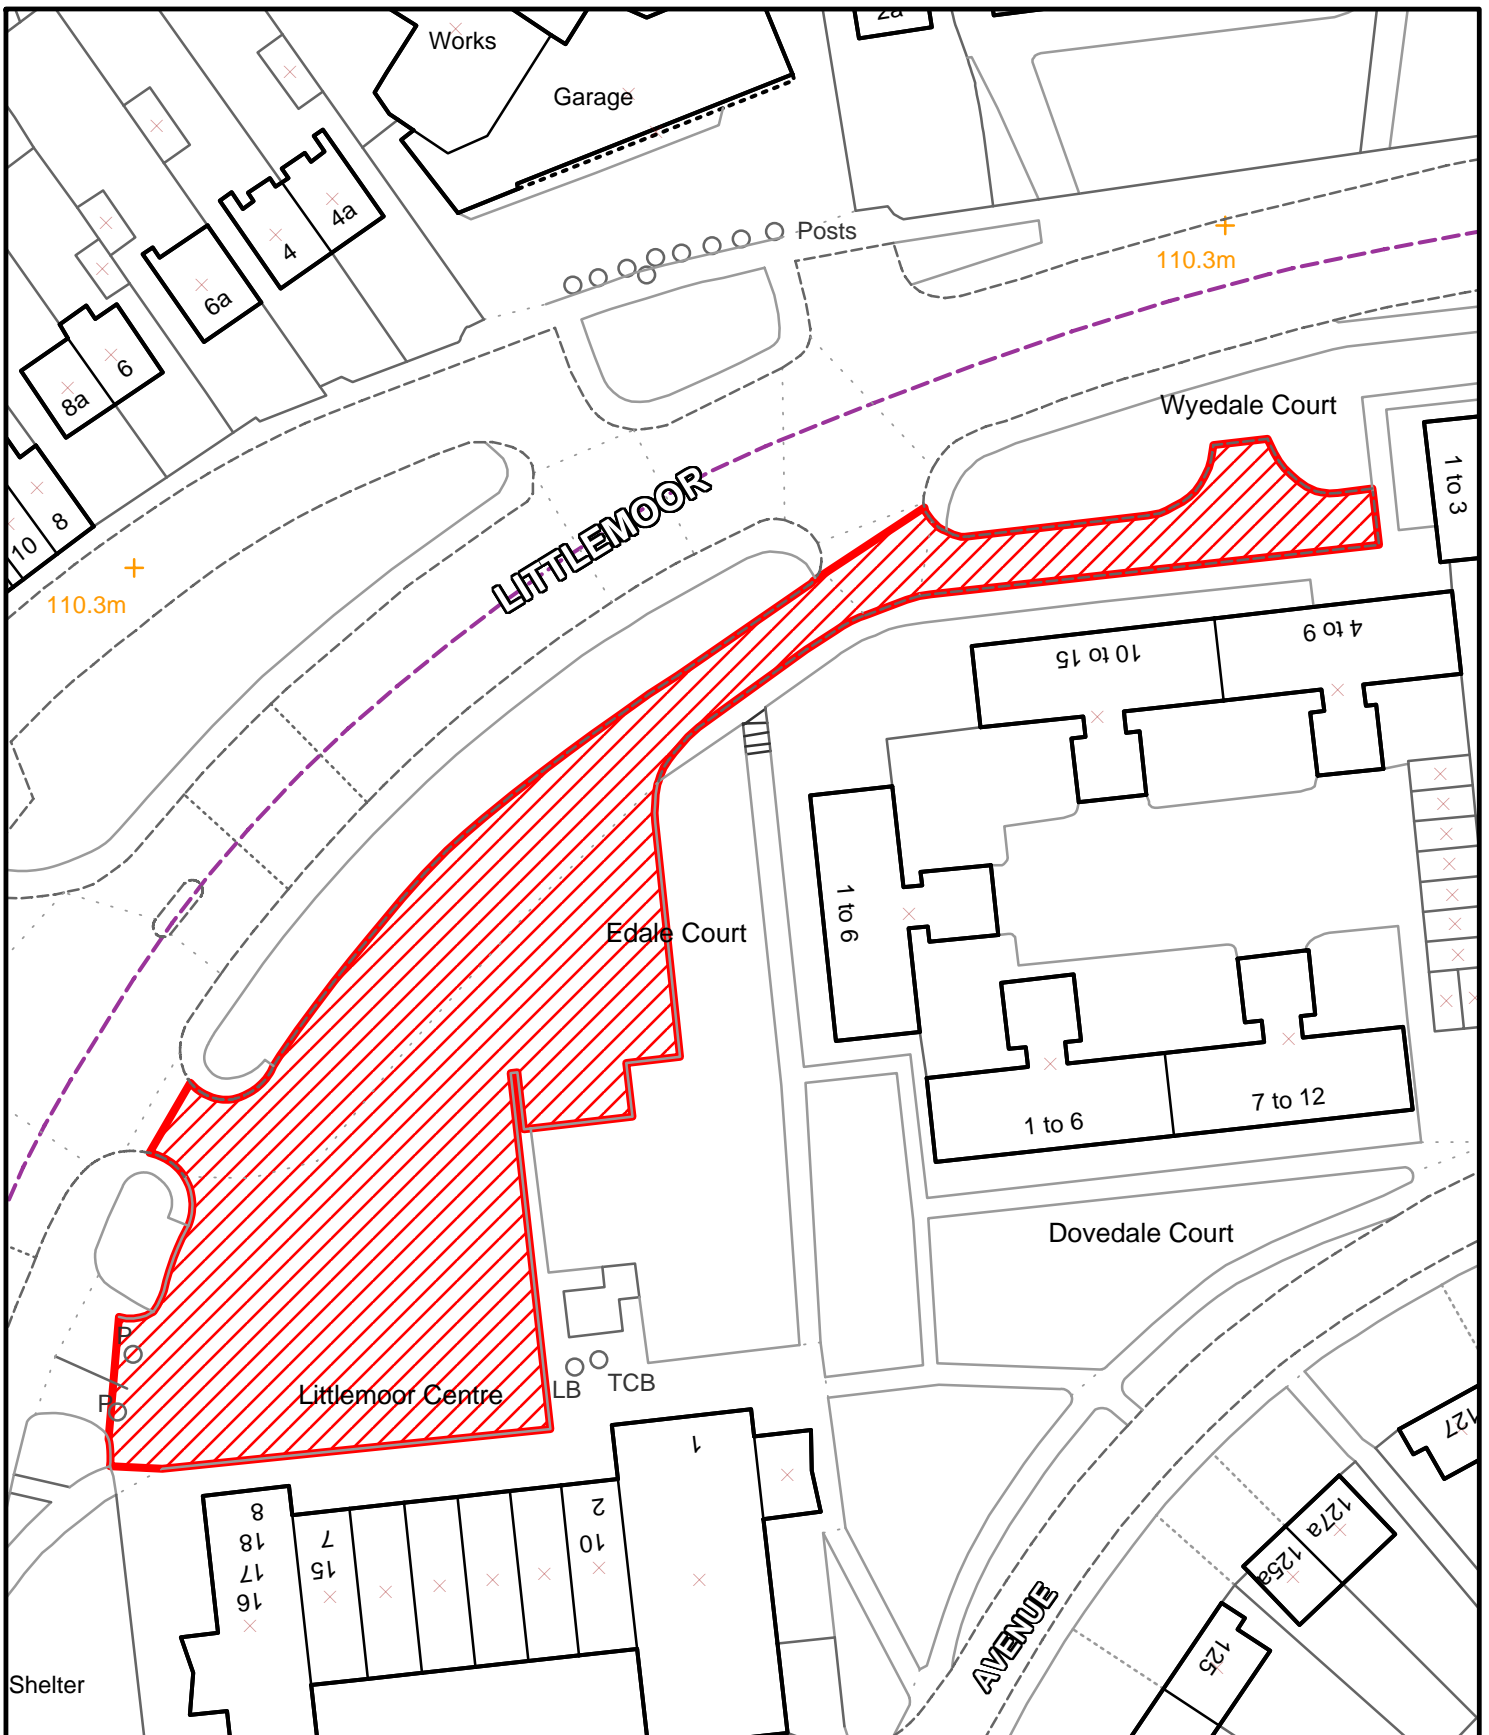 2a
Works
Garage
4a
4
6a
6
8a
8
10
Posts
110.3m
110.3m
Wyedale Court
LITTLEMOOR
1 to 3
4 to 9
10 to 15
1 to 6
Edale Court
7 to 12
1 to 6
Dovedale Court
P
P
Littlemoor Centre
LB
TCB
1
2
10
7
15
8
18
17
16
127
127a
125a
125
AVENUE
Shelter